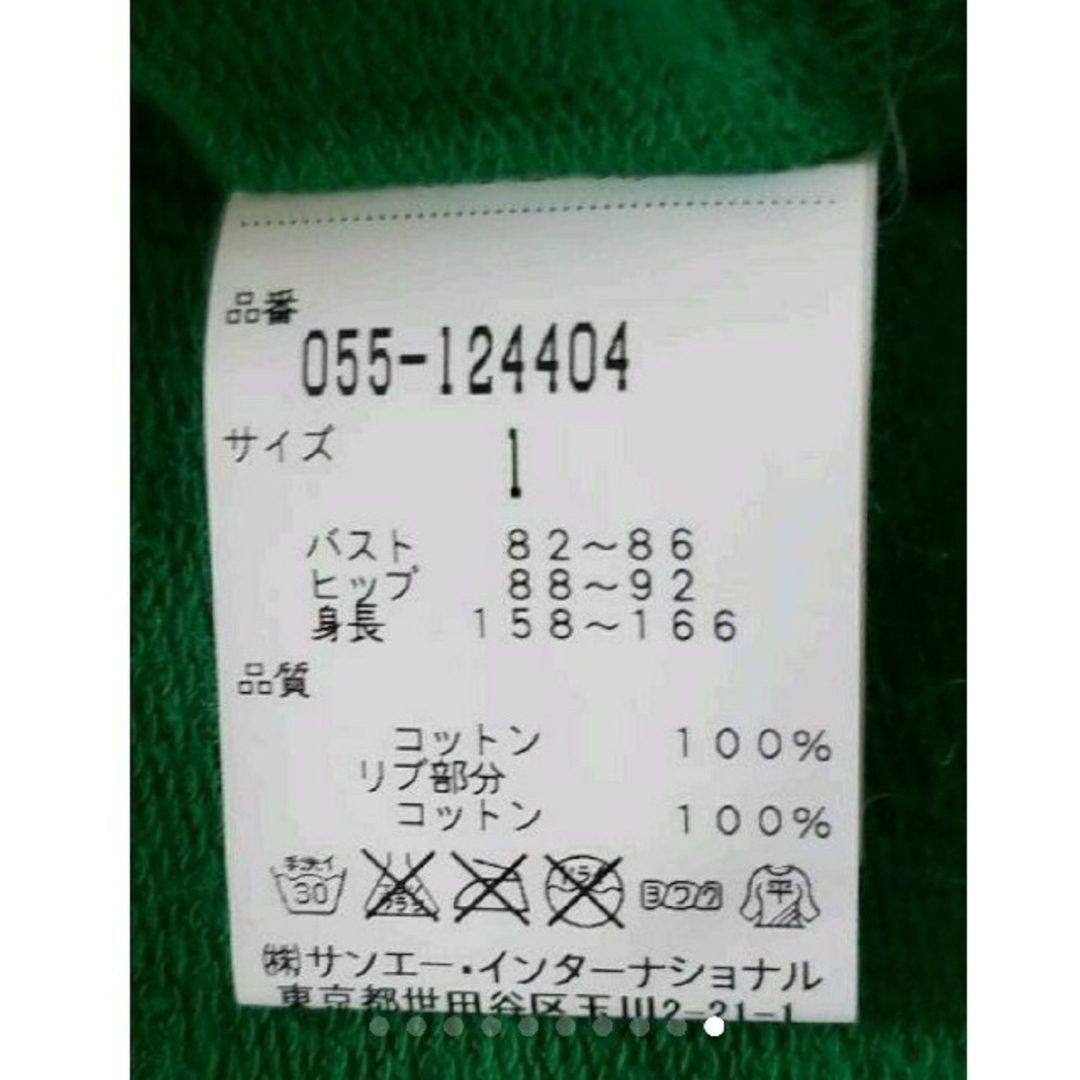 品番
055-124404
サイズ 1
バスト 82~86
ヒップ 88~92
身長 158~166
品質
コットン 100%
リブ部分
コットン 100%
手洗イ
30
平
㈱サンエー・インターナショナル
東京都世田谷区玉川2-21-1